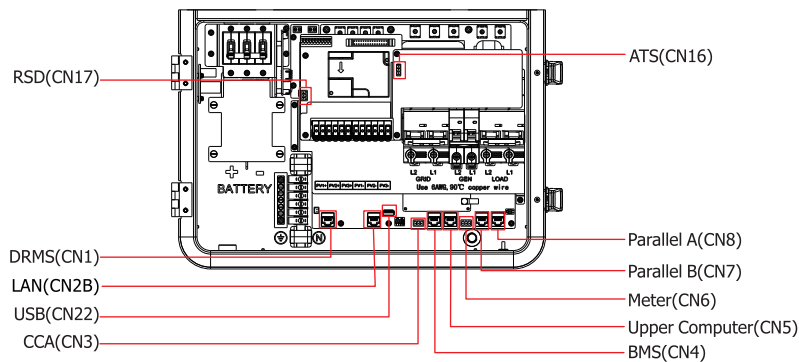 ATS(CN16)
RSD(CN17)
L2 L1 L2 L1 L2 L1
GRID GEN LOAD
Use 6AWG, 90℃ copper wire
+ -
BATTERY
N
DRMS(CN1)
LAN(CN2B)
USB(CN22)
CCA(CN3)
Parallel A(CN8)
Parallel B(CN7)
Meter(CN6)
Upper Computer(CN5)
BMS(CN4)